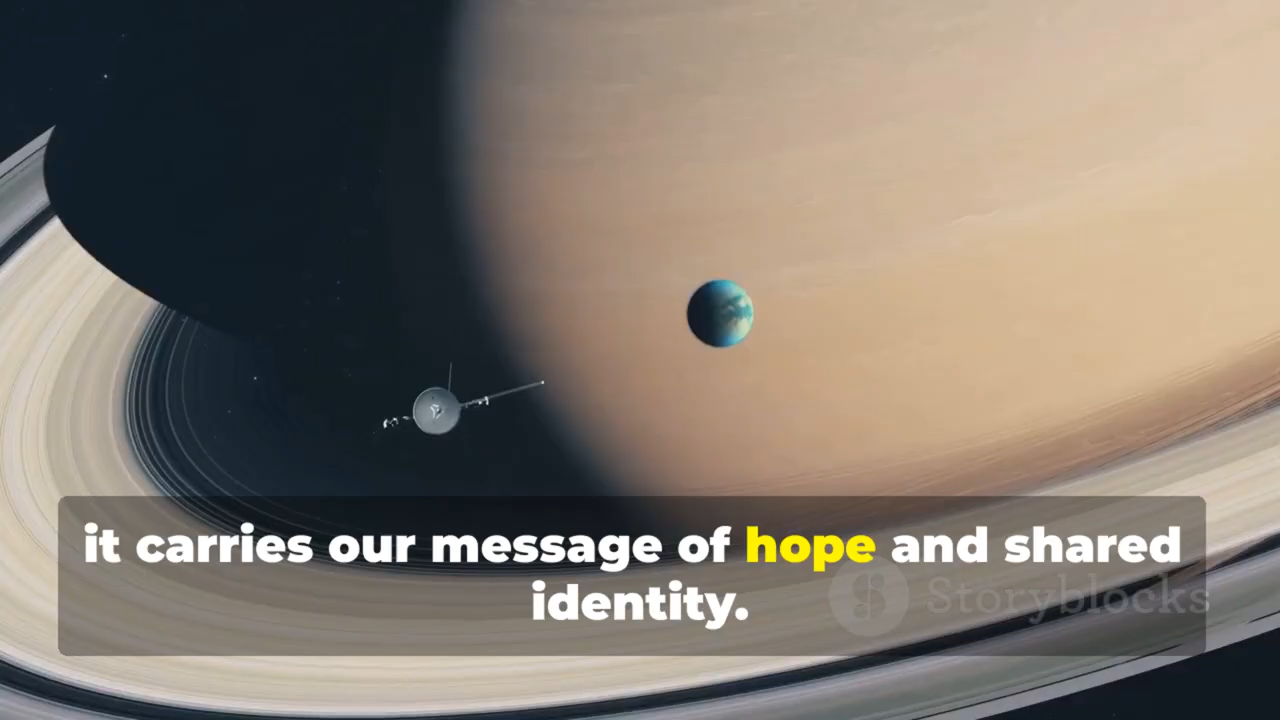 it carries our message of hope and shared
identity.
Storyblocks